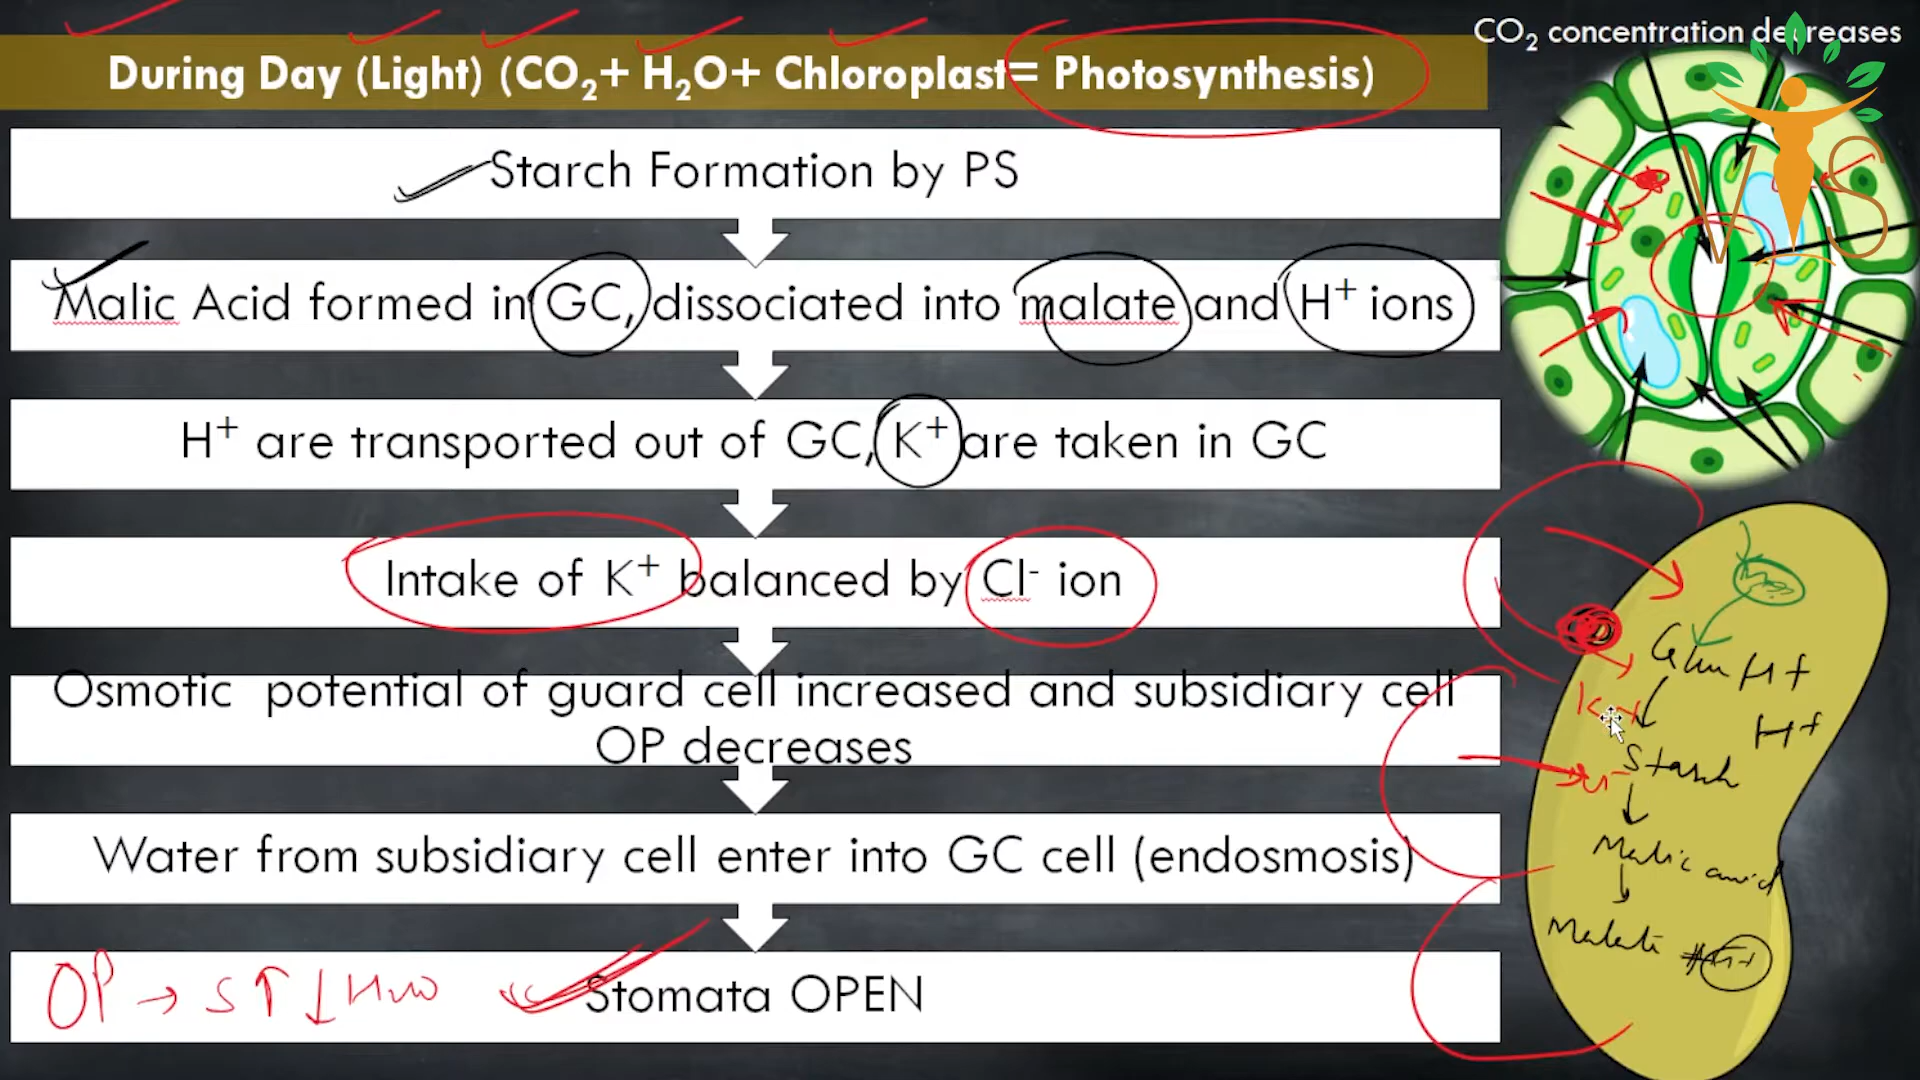 CO₂ concentration decreases
During Day (Light) (CO₂+ H₂O+ Chloroplast= Photosynthesis)
Starch Formation by PS
Malic Acid formed in GC, dissociated into malate and H⁺ ions
H⁺ are transported out of GC, K⁺ are taken in GC
Intake of K⁺ balanced by Cl⁻ ion
Osmotic potential of guard cell increased and subsidiary cell
OP decreases
Water from subsidiary cell enter into GC cell (endosmosis)
Stomata OPEN
OP → S↑ ↓ H₂O
VS
H+
K+
H+
Starch
Malic acid
Malate